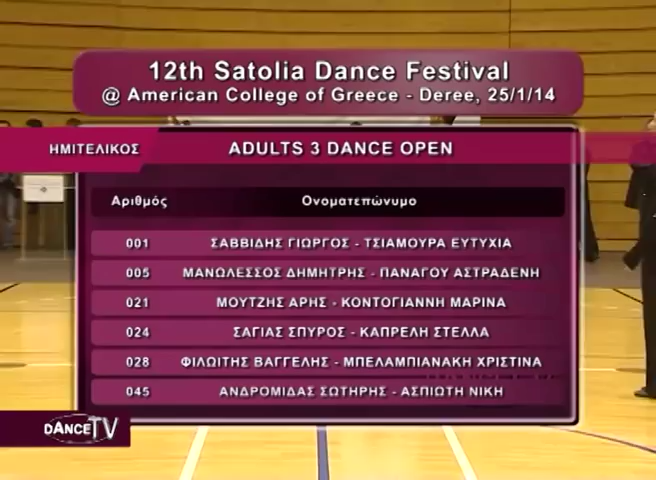 12th Satolia Dance Festival
@ American College of Greece - Deree, 25/1/14
ΗΜΙΤΕΛΙΚΟΣ ADULTS 3 DANCE OPEN
Αριθμός Ονοματεπώνυμο
001 ΣΑΒΒΙΔΗΣ ΓΙΩΡΓΟΣ - ΤΣΙΑΜΟΥΡΑ ΕΥΤΥΧΙΑ
005 ΜΑΝΩΛΕΣΣΟΣ ΔΗΜΗΤΡΗΣ - ΠΑΝΑΓΟΥ ΑΣΤΡΑΔΕΝΗ
021 ΜΟΥΤΖΗΣ ΑΡΗΣ - ΚΟΝΤΟΓΙΑΝΝΗ ΜΑΡΙΝΑ
024 ΣΑΓΙΑΣ ΣΠΥΡΟΣ - ΚΑΠΡΕΛΗ ΣΤΕΛΛΑ
028 ΦΙΛΩΙΤΗΣ ΒΑΓΓΕΛΗΣ - ΜΠΕΛΑΜΠΙΑΝΑΚΗ ΧΡΙΣΤΙΝΑ
045 ΑΝΔΡΟΜΙΔΑΣ ΣΩΤΗΡΗΣ - ΑΣΠΙΩΤΗ ΝΙΚΗ
DANCE TV